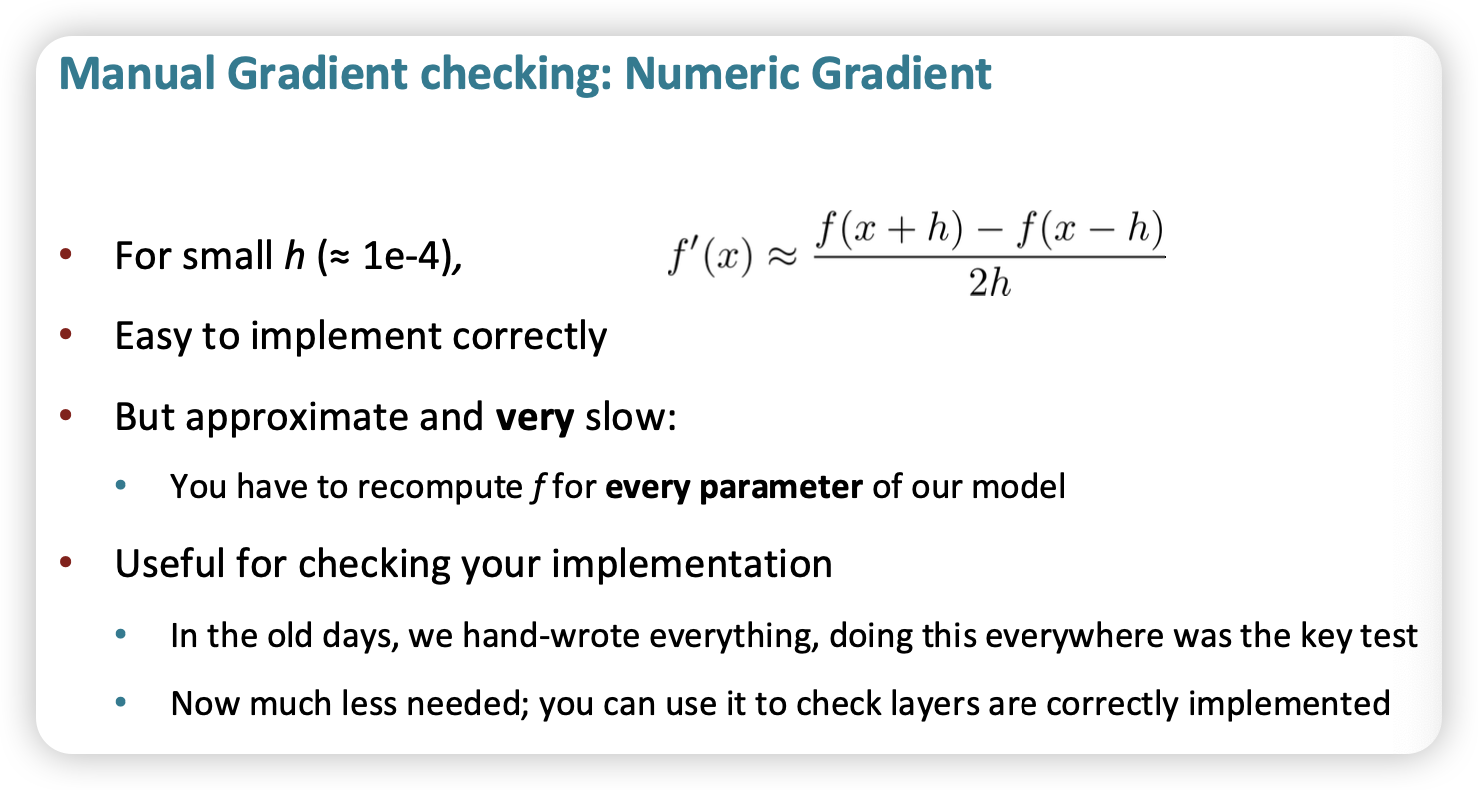 Manual Gradient checking: Numeric Gradient
• For small h (≈ 1e-4), f′(x) ≈ \frac{f(x + h) − f(x − h)}{2h}
• Easy to implement correctly
• But approximate and very slow:
• You have to recompute f for every parameter of our model
• Useful for checking your implementation
• In the old days, we hand-wrote everything, doing this everywhere was the key test
• Now much less needed; you can use it to check layers are correctly implemented